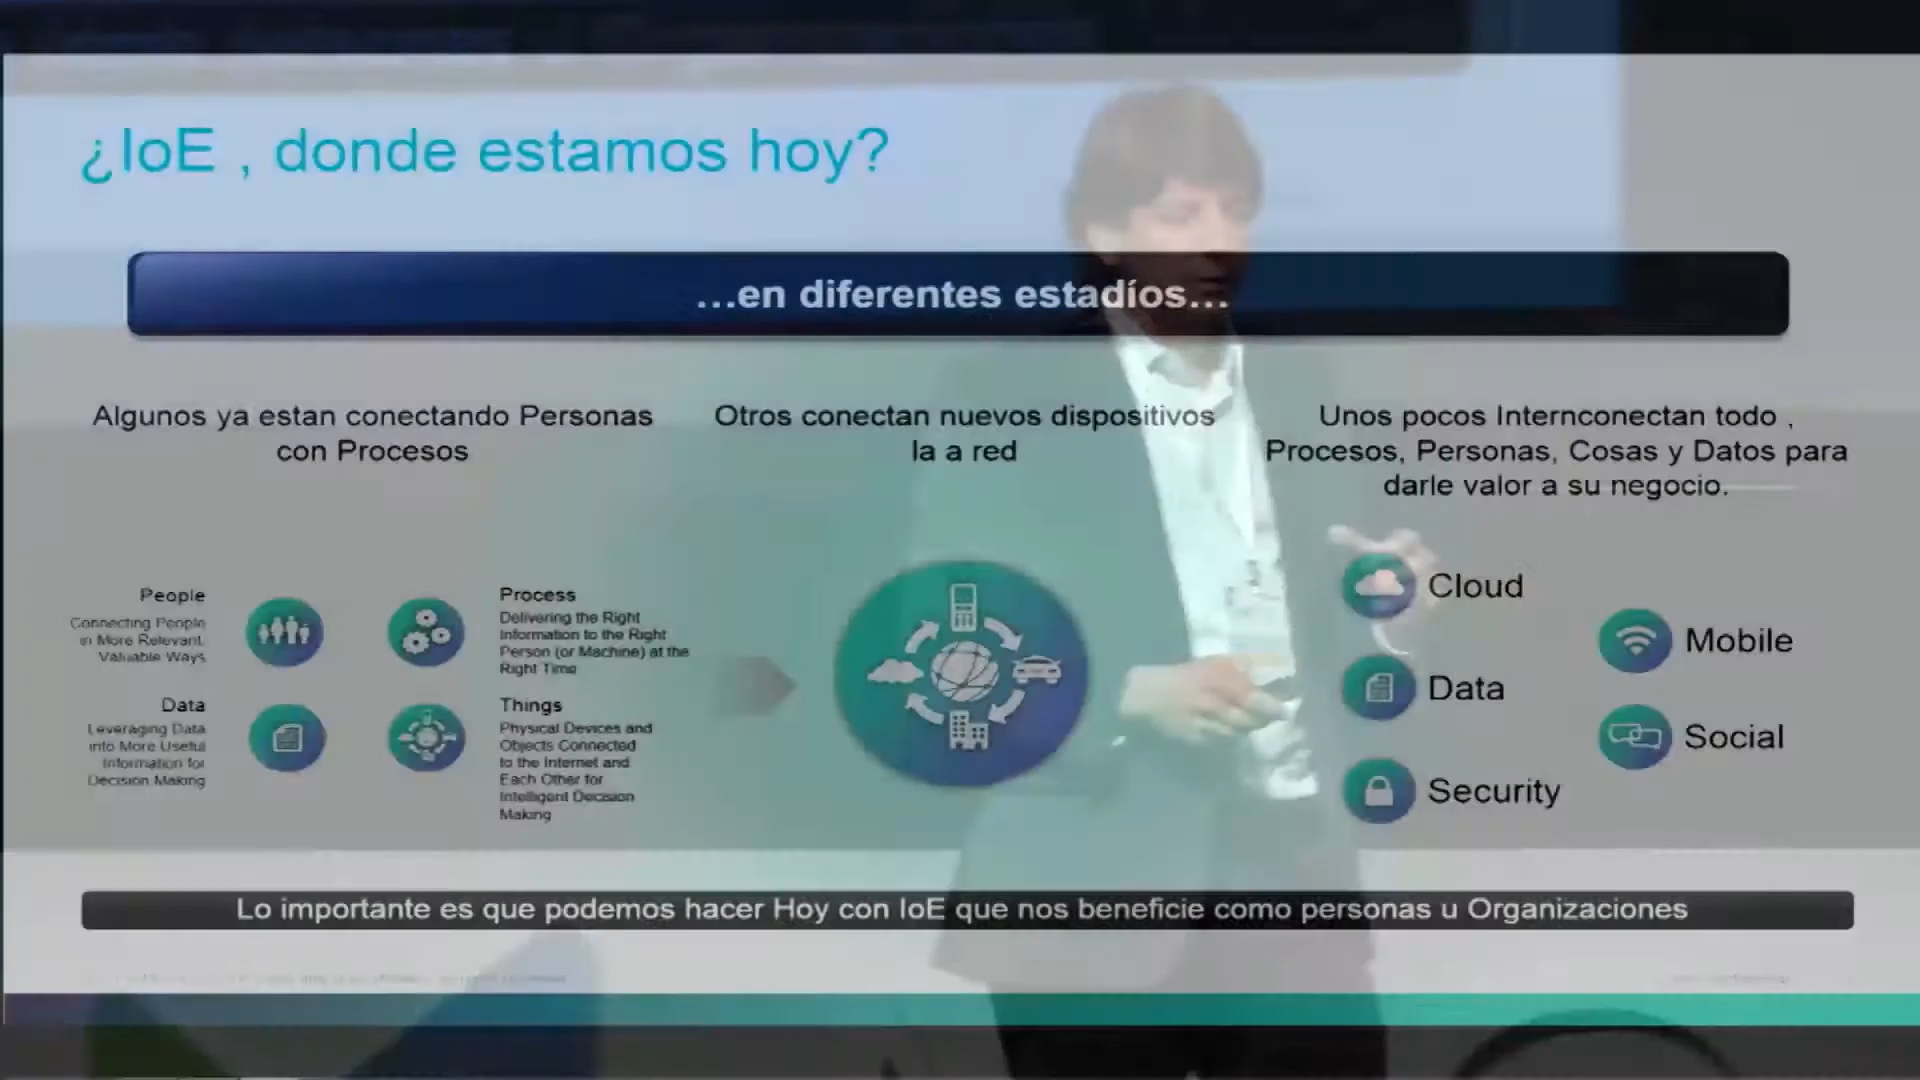 ¿IoE , donde estamos hoy?
...en diferentes estadíos...
Algunos ya estan conectando Personas
con Procesos
Otros conectan nuevos dispositivos
la a red
Unos pocos Internconectan todo ,
Procesos, Personas, Cosas y Datos para
darle valor a su negocio.
People
Connecting People
in More Relevant,
Valuable Ways
Process
Delivering the Right
Information to the Right
Person (or Machine) at the
Right Time
Data
Leveraging Data
into More Useful
Information for
Decision Making
Things
Physical Devices and
Objects Connected
to the Internet and
Each Other for
Intelligent Decision
Making
Cloud
Mobile
Data
Social
Security
Lo importante es que podemos hacer Hoy con IoE que nos beneficie como personas u Organizaciones